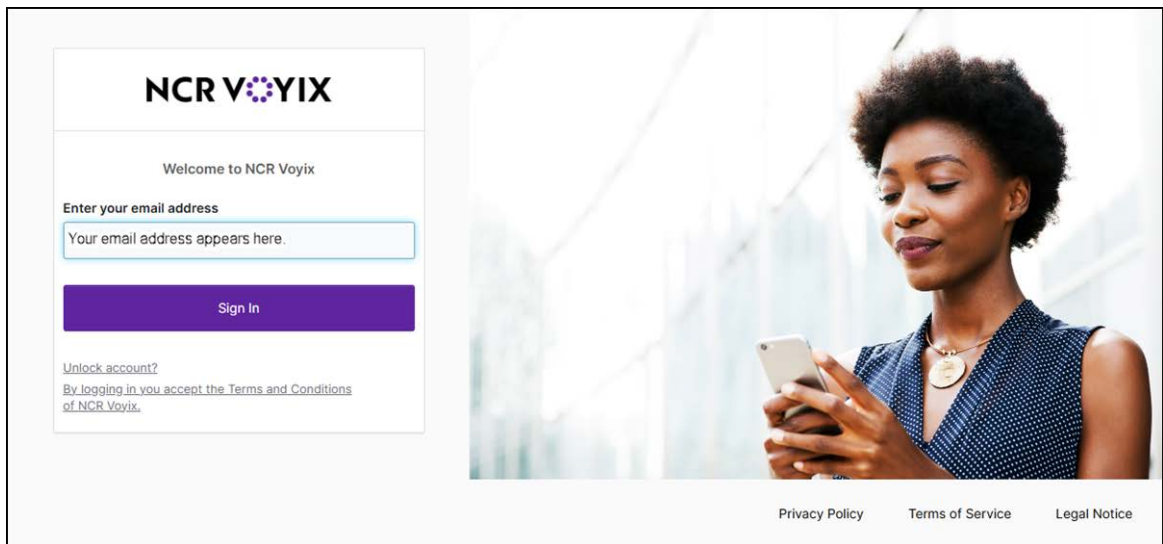 NCR VOYIX
Welcome to NCR Voyix
Enter your email address
Your email address appears here.
Sign In
Unlock account?
By logging in you accept the Terms and Conditions
of NCR Voyix.
Privacy Policy Terms of Service Legal Notice